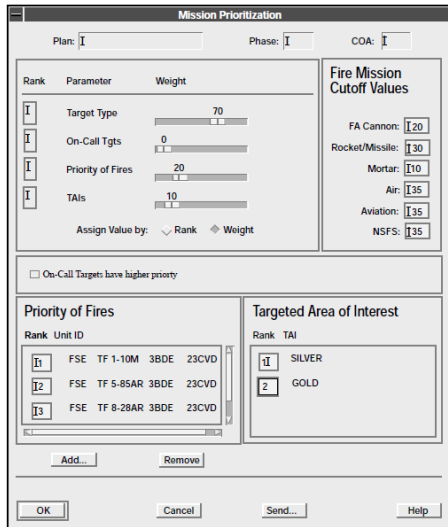 Mission Prioritization
Plan: Phase: COA:
Rank Parameter Weight
Target Type 70
On-Call Tgts 0
Priority of Fires 20
TAIs 10
Assign Value by: Rank Weight
Fire Mission
Cutoff Values
FA Cannon: 20
Rocket/Missile: 30
Mortar: 10
Air: 35
Aviation: 35
NSFS: 35
On-Call Targets have higher priorty
Priority of Fires
Rank Unit ID
1 FSE TF 1-10M 3BDE 23CVD
2 FSE TF 5-85AR 3BDE 23CVD
3 FSE TF 8-28AR 3BDE 23CVD
Targeted Area of Interest
Rank TAI
1 SILVER
2 GOLD
Add... Remove
OK Cancel Send... Help